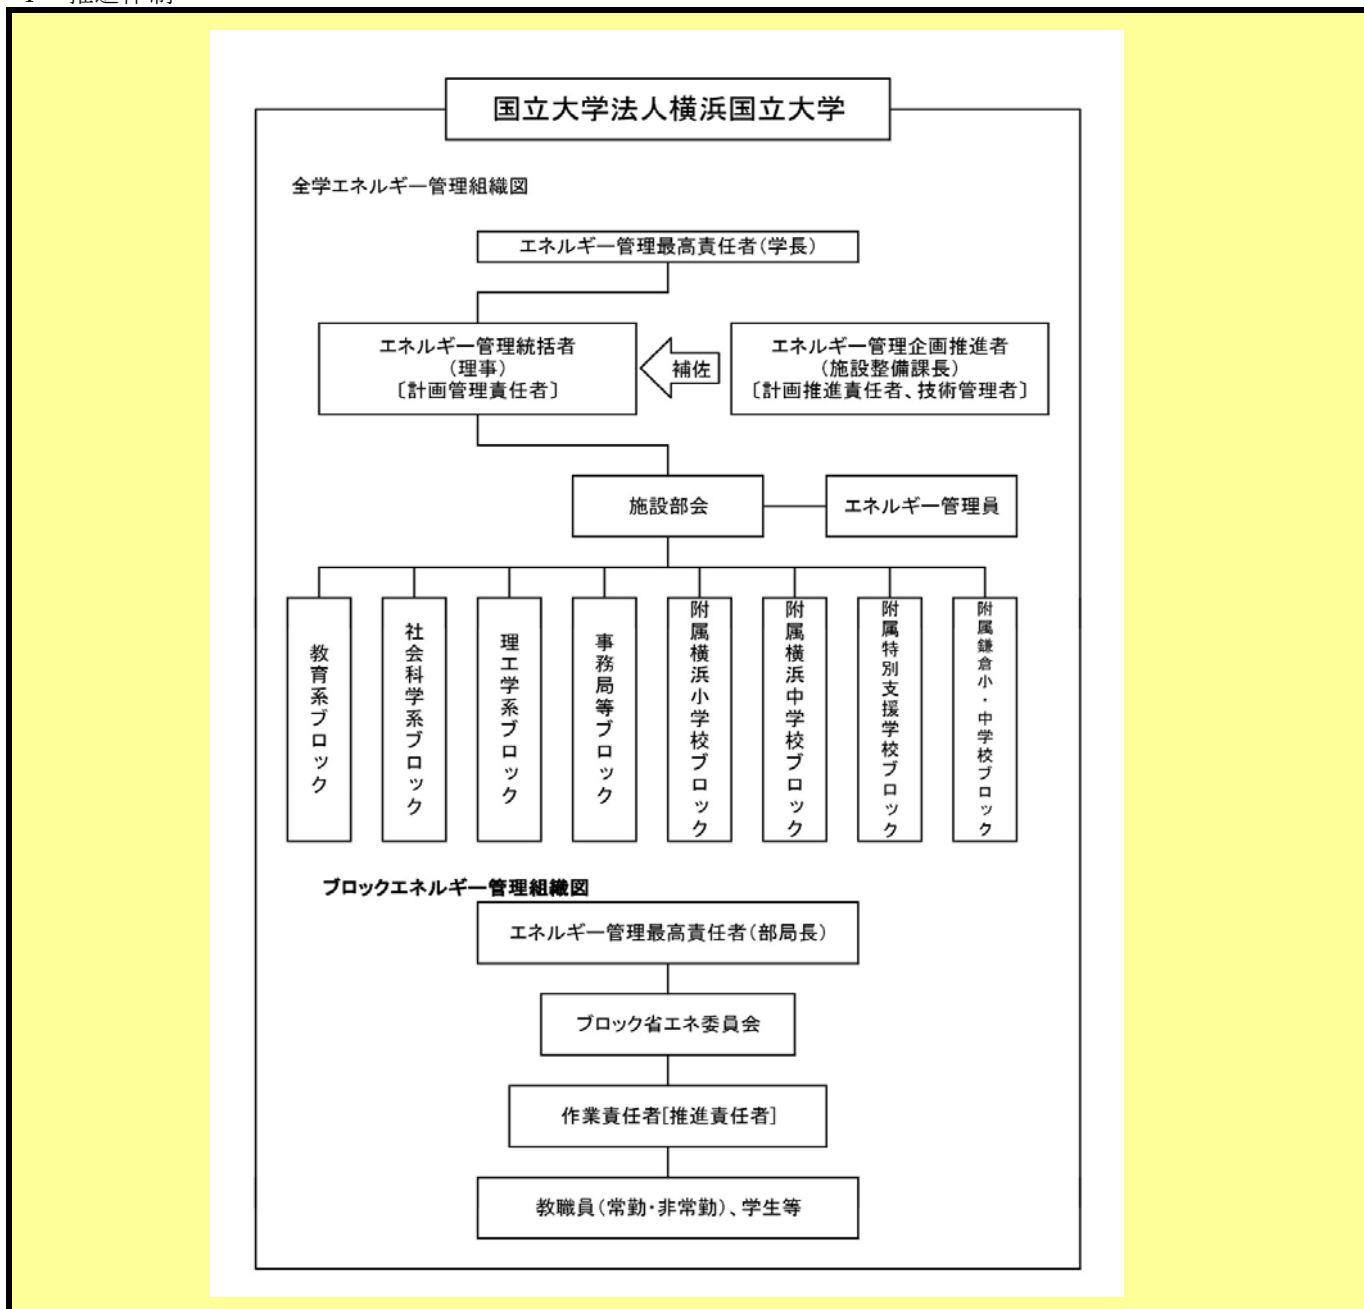 国立大学法人横浜国立大学
全学エネルギー管理組織図
エネルギー管理最高責任者(学長)
エネルギー管理統括者
(理事)
〔計画管理責任者〕
補佐
エネルギー管理企画推進者
(施設整備課長)
〔計画推進責任者、技術管理者〕
施設部会
エネルギー管理員
教育系ブロック
社会科学系ブロック
理工学系ブロック
事務局等ブロック
附属横浜小学校ブロック
附属横浜中学校ブロック
附属特別支援学校ブロック
附属鎌倉小・中学校ブロック
ブロックエネルギー管理組織図
エネルギー管理最高責任者(部局長)
ブロック省エネ委員会
作業責任者[推進責任者]
教職員(常勤・非常勤)、学生等